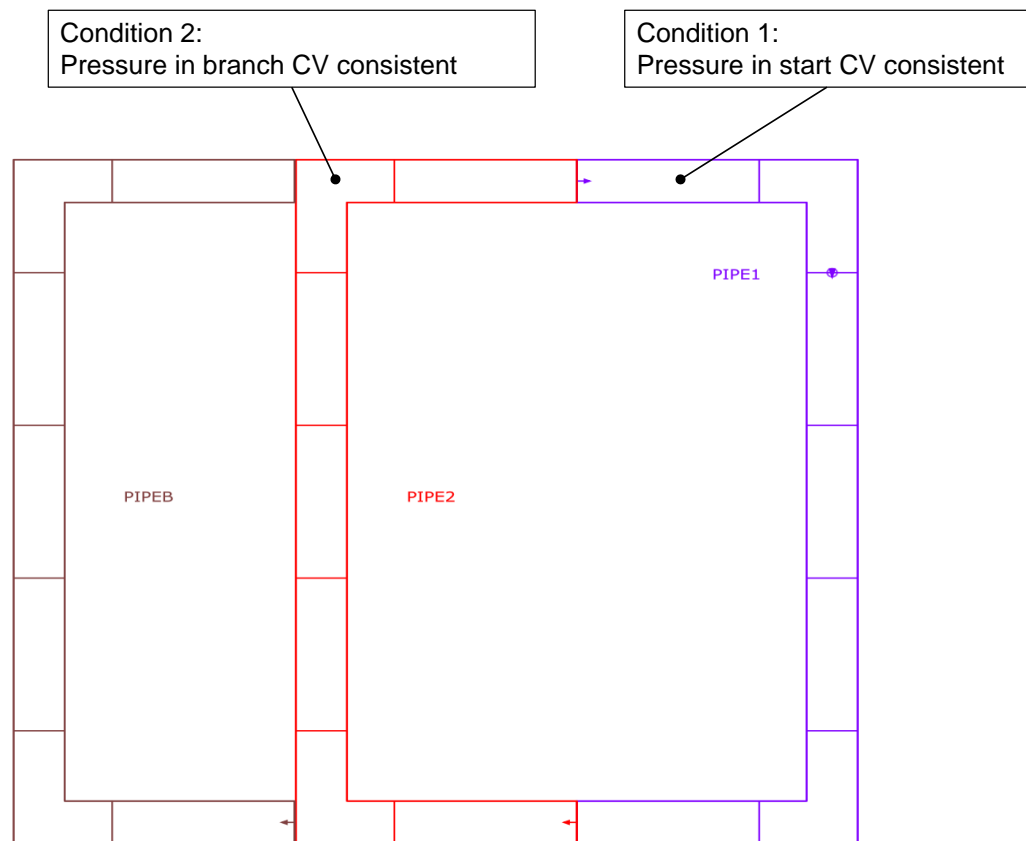 Condition 2:
Pressure in branch CV consistent
Condition 1:
Pressure in start CV consistent
PIPE1
PIPEB
PIPE2